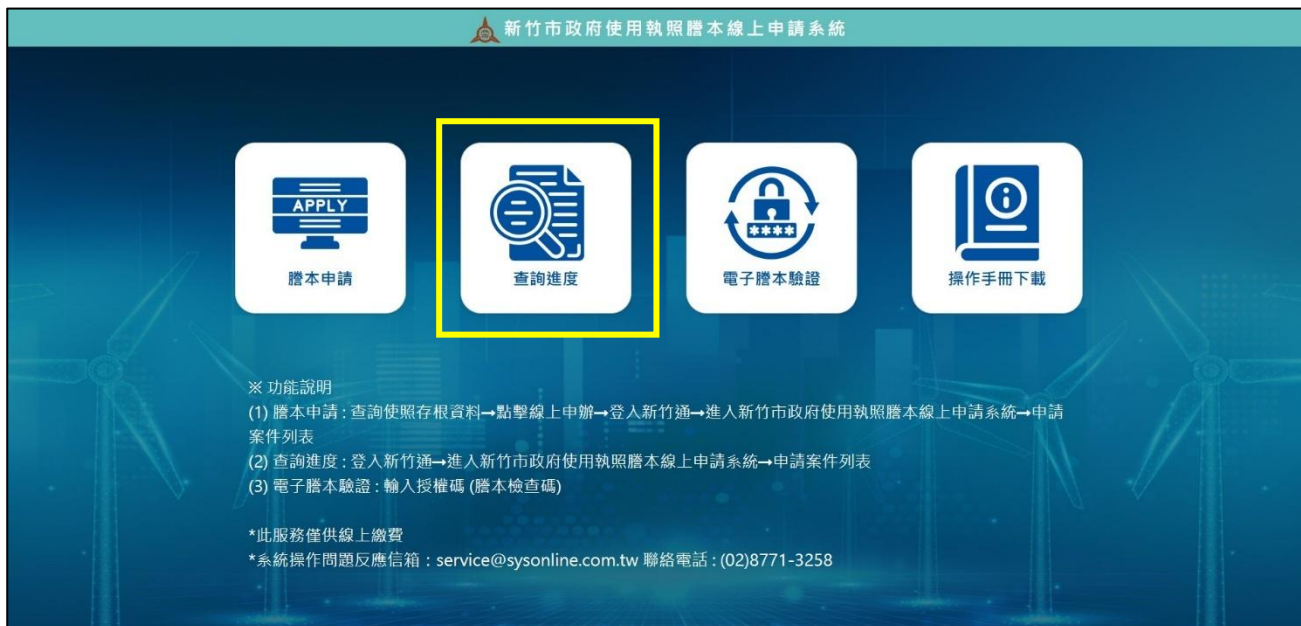 新竹市政府使用執照謄本線上申請系統
APPLY
謄本申請
查詢進度
****
電子謄本驗證
操作手冊下載
※ 功能說明
(1) 謄本申請 : 查詢使照存根資料→點擊線上申辦→登入新竹通→進入新竹市政府使用執照謄本線上申請系統→申請
案件列表
(2) 查詢進度 : 登入新竹通→進入新竹市政府使用執照謄本線上申請系統→申請案件列表
(3) 電子謄本驗證 : 輸入授權碼 (謄本檢查碼)
*此服務僅供線上繳費
*系統操作問題反應信箱：service@sysonline.com.tw 聯絡電話 : (02)8771-3258